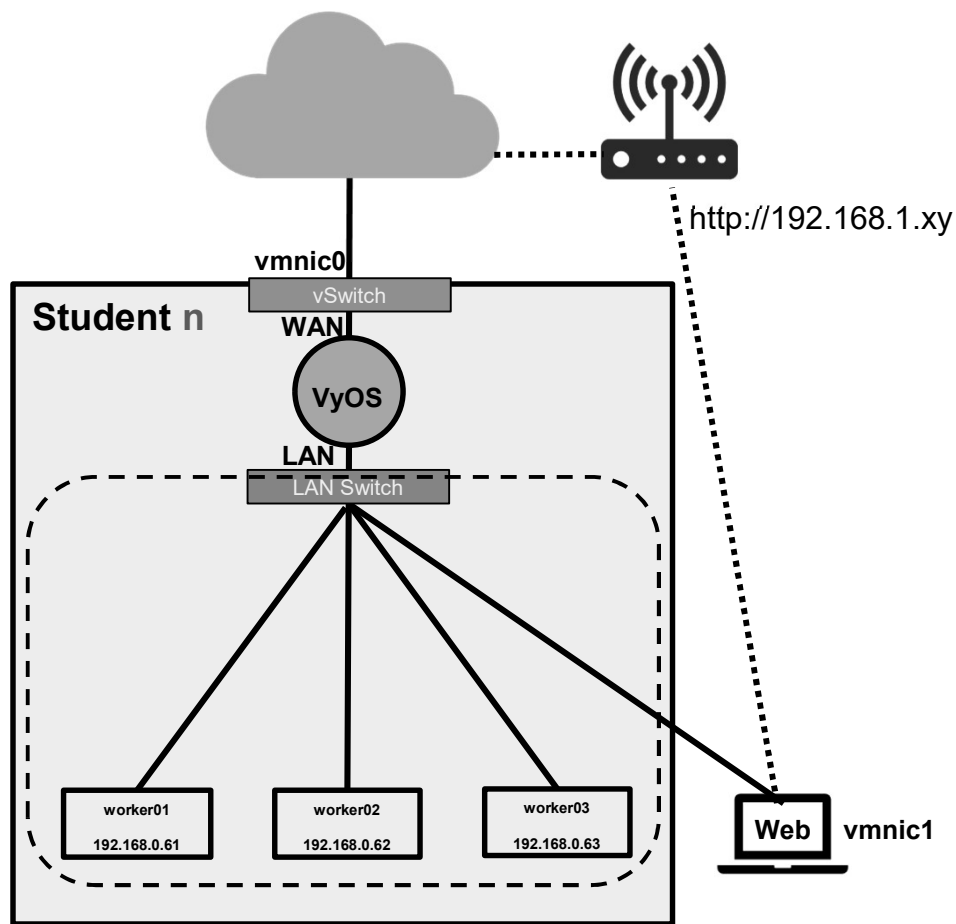 http://192.168.1.xy
vmnic0
vSwitch
Student n
WAN
VyOS
LAN
LAN Switch
worker01
192.168.0.61
worker02
192.168.0.62
worker03
192.168.0.63
Web
vmnic1